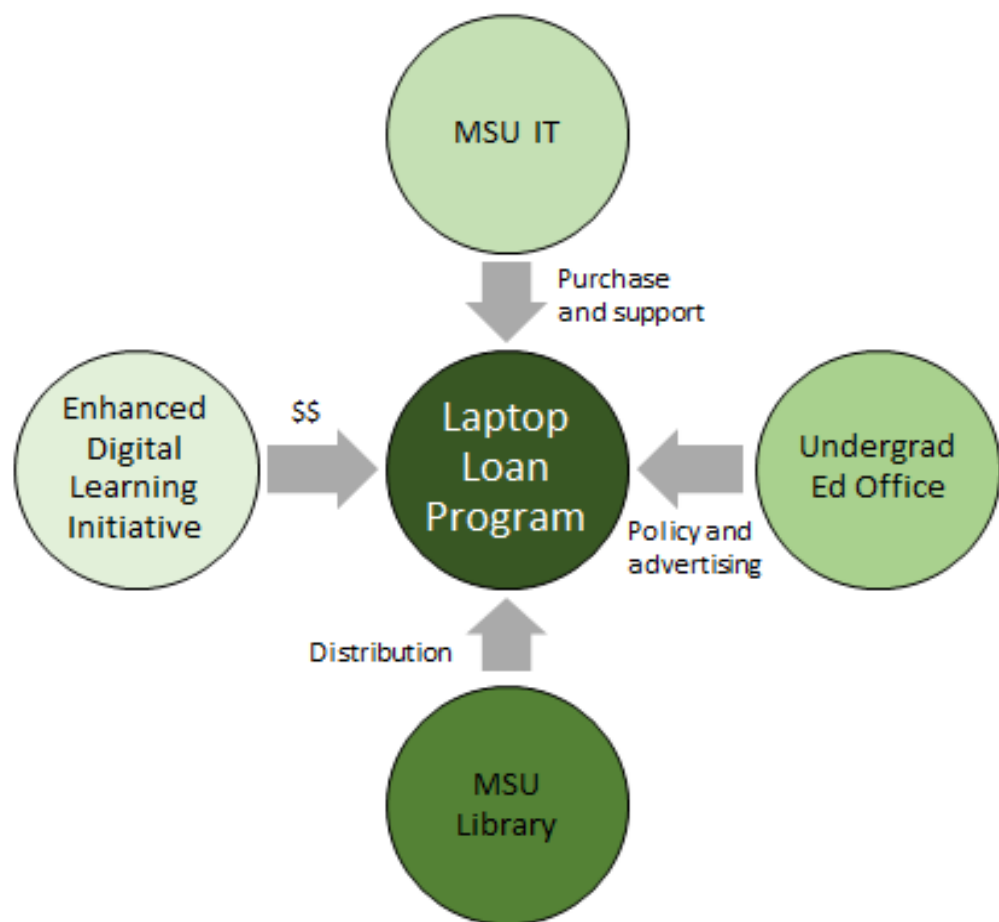 MSU IT
Purchase
and support
Enhanced
Digital
Learning
Initiative
$$
Laptop
Loan
Program
Undergrad
Ed Office
Policy and
advertising
Distribution
MSU
Library